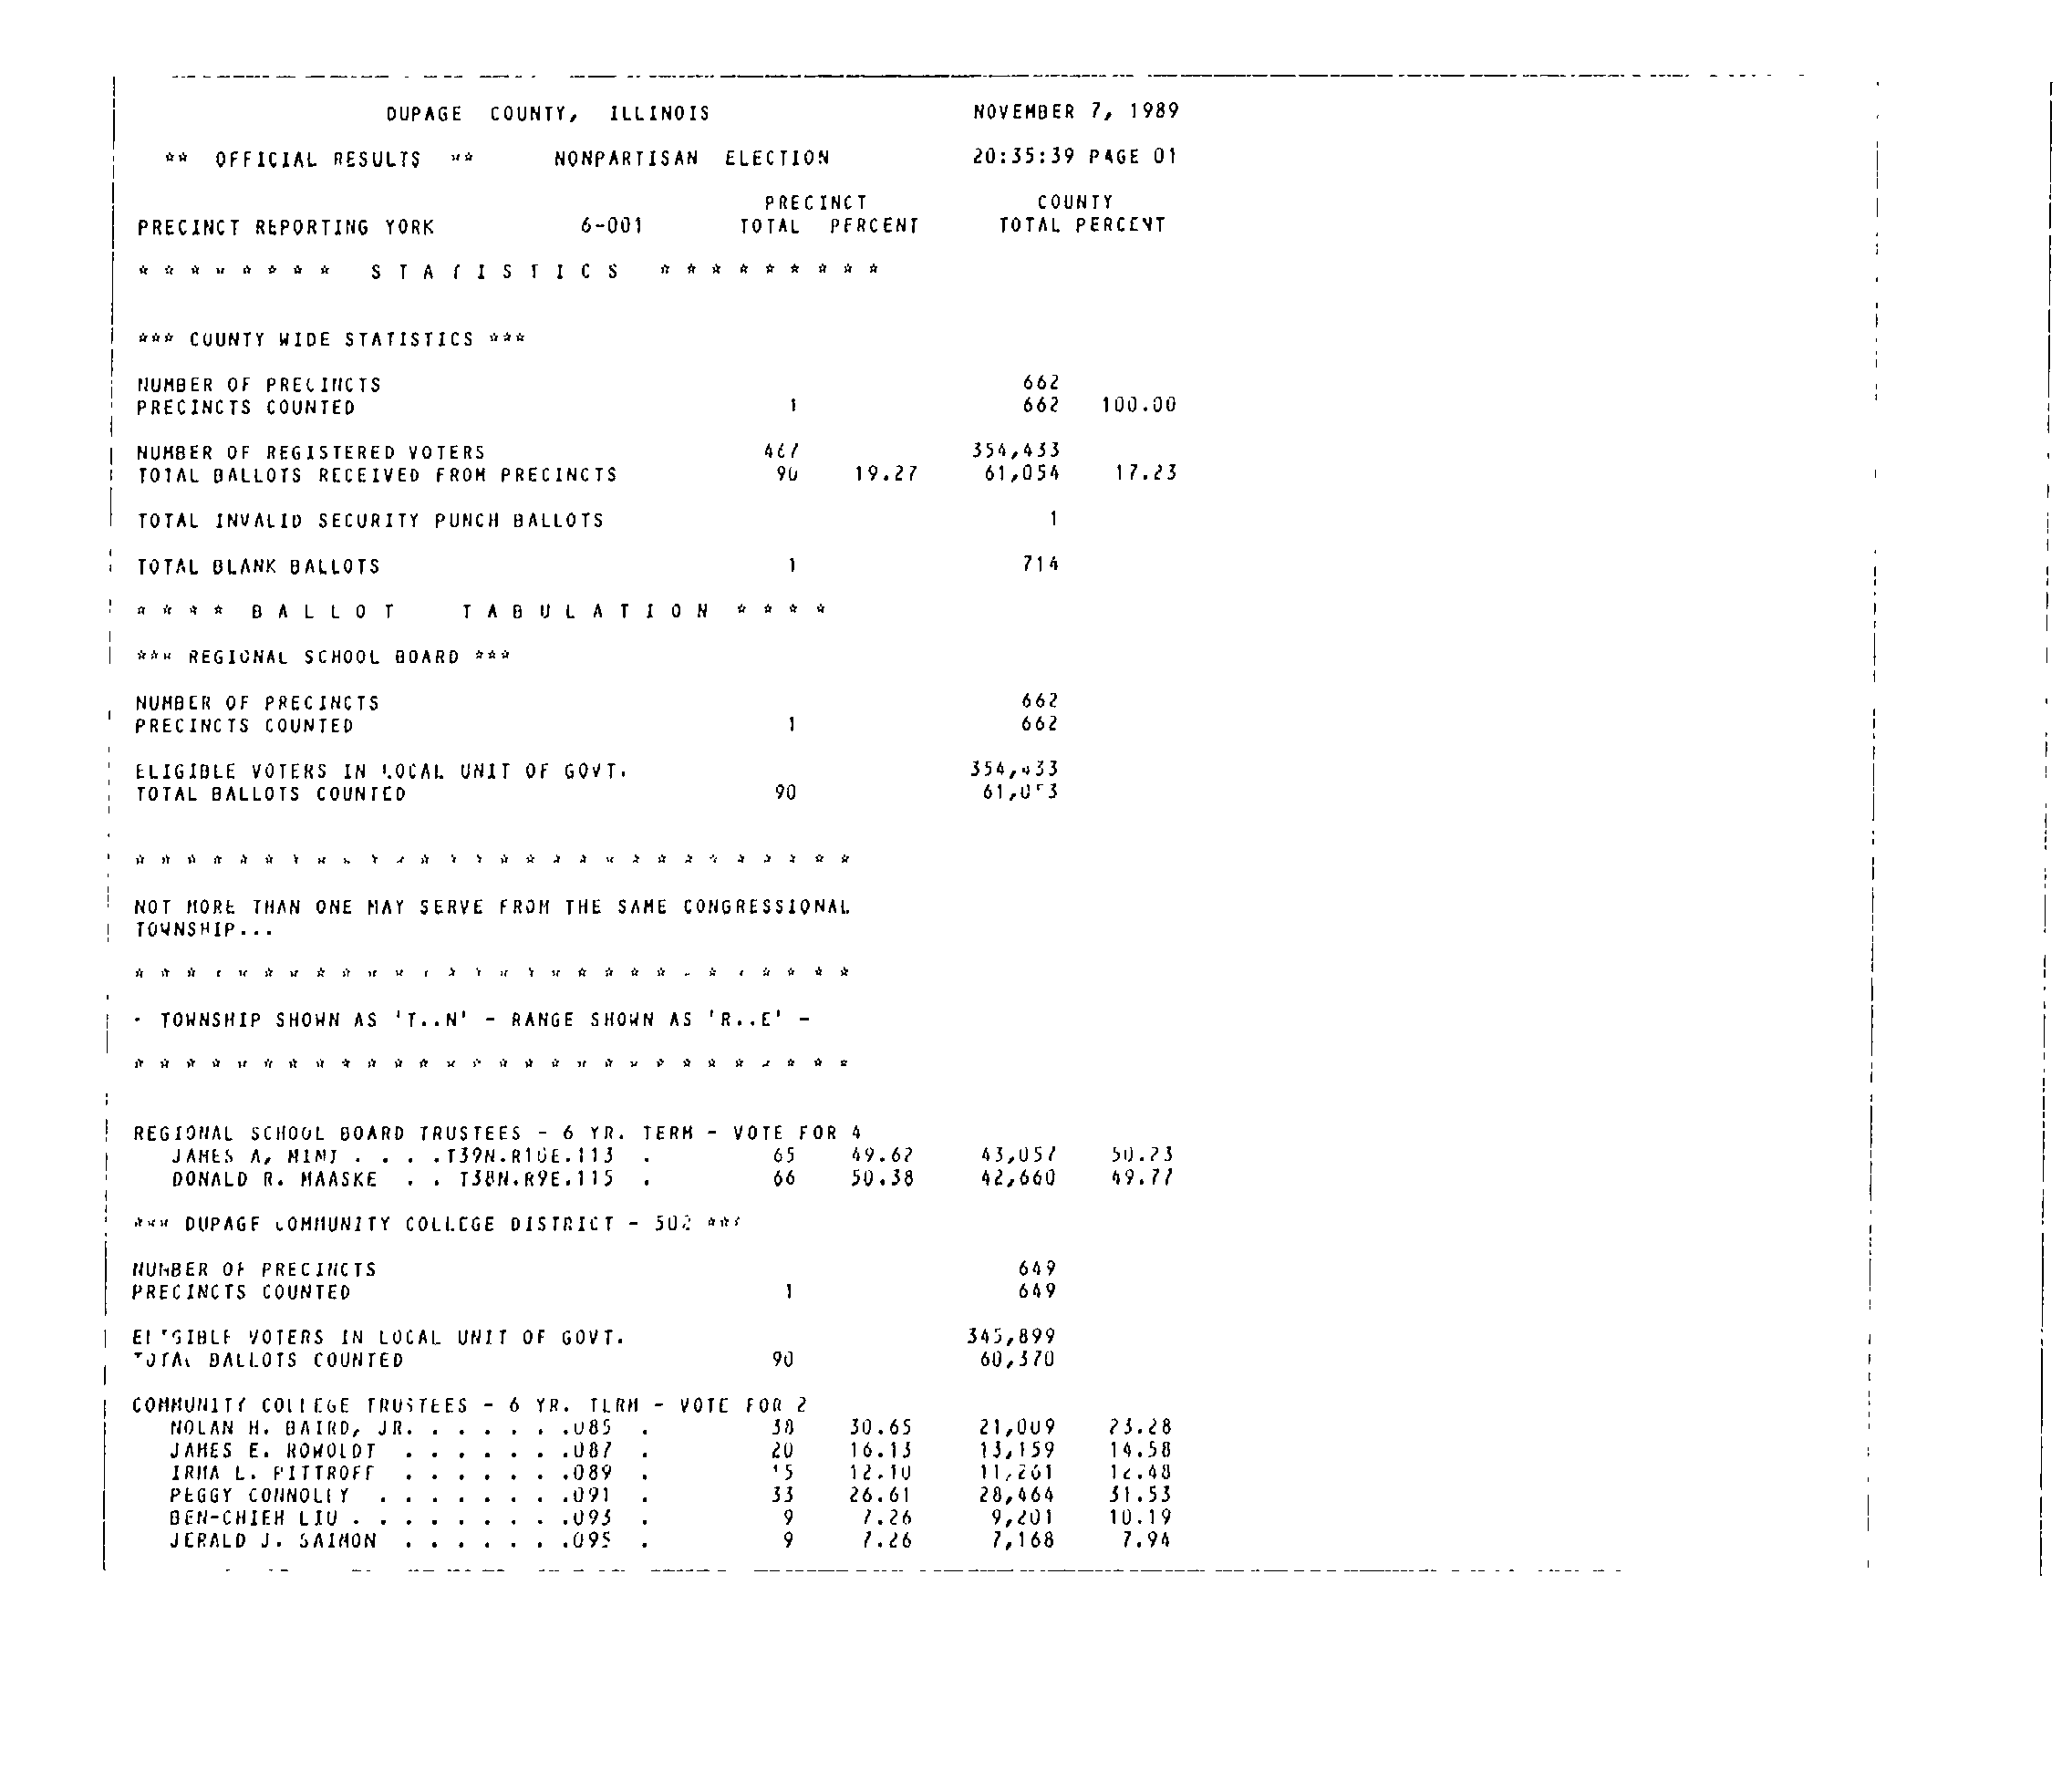 DUPAGE COUNTY, ILLINOIS NOVEMBER 7, 1989
** OFFICIAL RESULTS ** NONPARTISAN ELECTION 20:35:39 PAGE 01
PRECINCT COUNTY
PRECINCT REPORTING YORK 6-001 TOTAL PERCENT TOTAL PERCENT
* * * * * * * * S T A T I S T I C S * * * * * * * * *
*** COUNTY WIDE STATISTICS ***
NUMBER OF PRECINCTS 662
PRECINCTS COUNTED 1 662 100.00
NUMBER OF REGISTERED VOTERS 467 354,433
TOTAL BALLOTS RECEIVED FROM PRECINCTS 90 19.27 61,054 17.23
TOTAL INVALID SECURITY PUNCH BALLOTS 1
TOTAL BLANK BALLOTS 1 714
* * * * B A L L O T T A B U L A T I O N * * * *
*** REGIONAL SCHOOL BOARD ***
NUMBER OF PRECINCTS 662
PRECINCTS COUNTED 1 662
ELIGIBLE VOTERS IN LOCAL UNIT OF GOVT. 354,433
TOTAL BALLOTS COUNTED 90 61,053
* * * * * * * * * * * * * * * * * * * * * * * * * * * *
NOT MORE THAN ONE MAY SERVE FROM THE SAME CONGRESSIONAL
TOWNSHIP...
* * * * * * * * * * * * * * * * * * * * * * * * * * * *
- TOWNSHIP SHOWN AS 'T..N' - RANGE SHOWN AS 'R..E' -
* * * * * * * * * * * * * * * * * * * * * * * * * * * *
REGIONAL SCHOOL BOARD TRUSTEES - 6 YR. TERM - VOTE FOR 4
JAMES A, MIMI . . . .T39N.R10E.113 . 65 49.62 43,057 50.23
DONALD R. MAASKE . . T38N.R9E.115 . 66 50.38 42,660 49.77
*** DUPAGE COMMUNITY COLLEGE DISTRICT - 502 ***
NUMBER OF PRECINCTS 649
PRECINCTS COUNTED 1 649
ELIGIBLE VOTERS IN LOCAL UNIT OF GOVT. 345,899
TOTAL BALLOTS COUNTED 90 60,370
COMMUNITY COLLEGE TRUSTEES - 6 YR. TERM - VOTE FOR 2
NOLAN H. BAIRD, JR. . . . . . .085 . 38 30.65 21,009 23.28
JAMES E. ROWOLDT . . . . . . .087 . 20 16.13 13,159 14.58
IRMA L. PITTROFF . . . . . . .089 . 15 12.10 11,261 12.48
PEGGY CONNOLLY . . . . . . . .091 . 33 26.61 28,464 31.53
BEN-CHIEH LIU . . . . . . . . .093 . 9 7.26 9,201 10.19
JERALD J. SAIMON . . . . . . .095 . 9 7.26 7,168 7.94